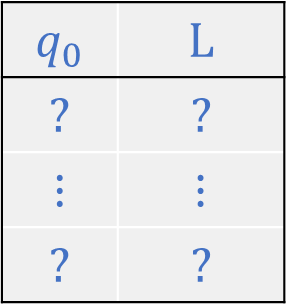 q₀ L
? ?
⋮ ⋮
? ?